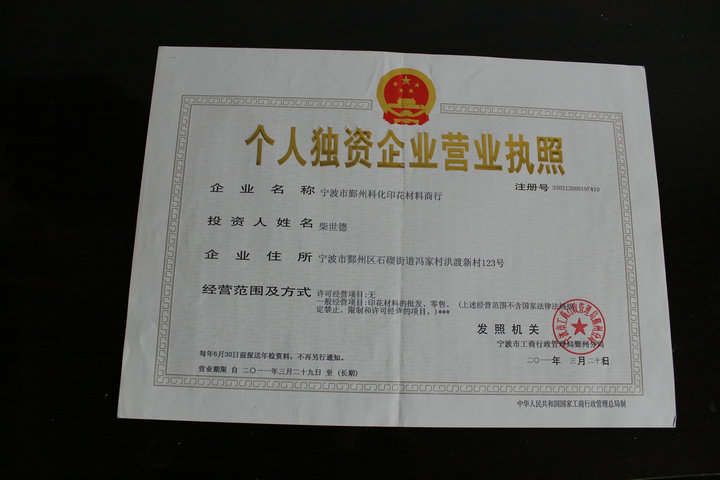 个人独资企业营业执照
注册号 330212000197410
企业名称 宁波市鄞州科化印花材料商行
投资人姓名 柴世德
企业住所 宁波市鄞州区石碶街道冯家村洪渡新村123号
经营范围及方式 许可经营项目:无
一般经营项目:印花材料的批发、零售。(上述经营范围不含国家法律法规规
定禁止、限制和许可经营的项目。)***
发照机关
宁波市工商行政管理局鄞州分局
二〇一一年 三月二十 日
每年6月30日前报送年检资料,不再另行通知。
营业期限 自 二〇一一年三月二十九日 至 (长期)
中华人民共和国国家工商行政管理总局制